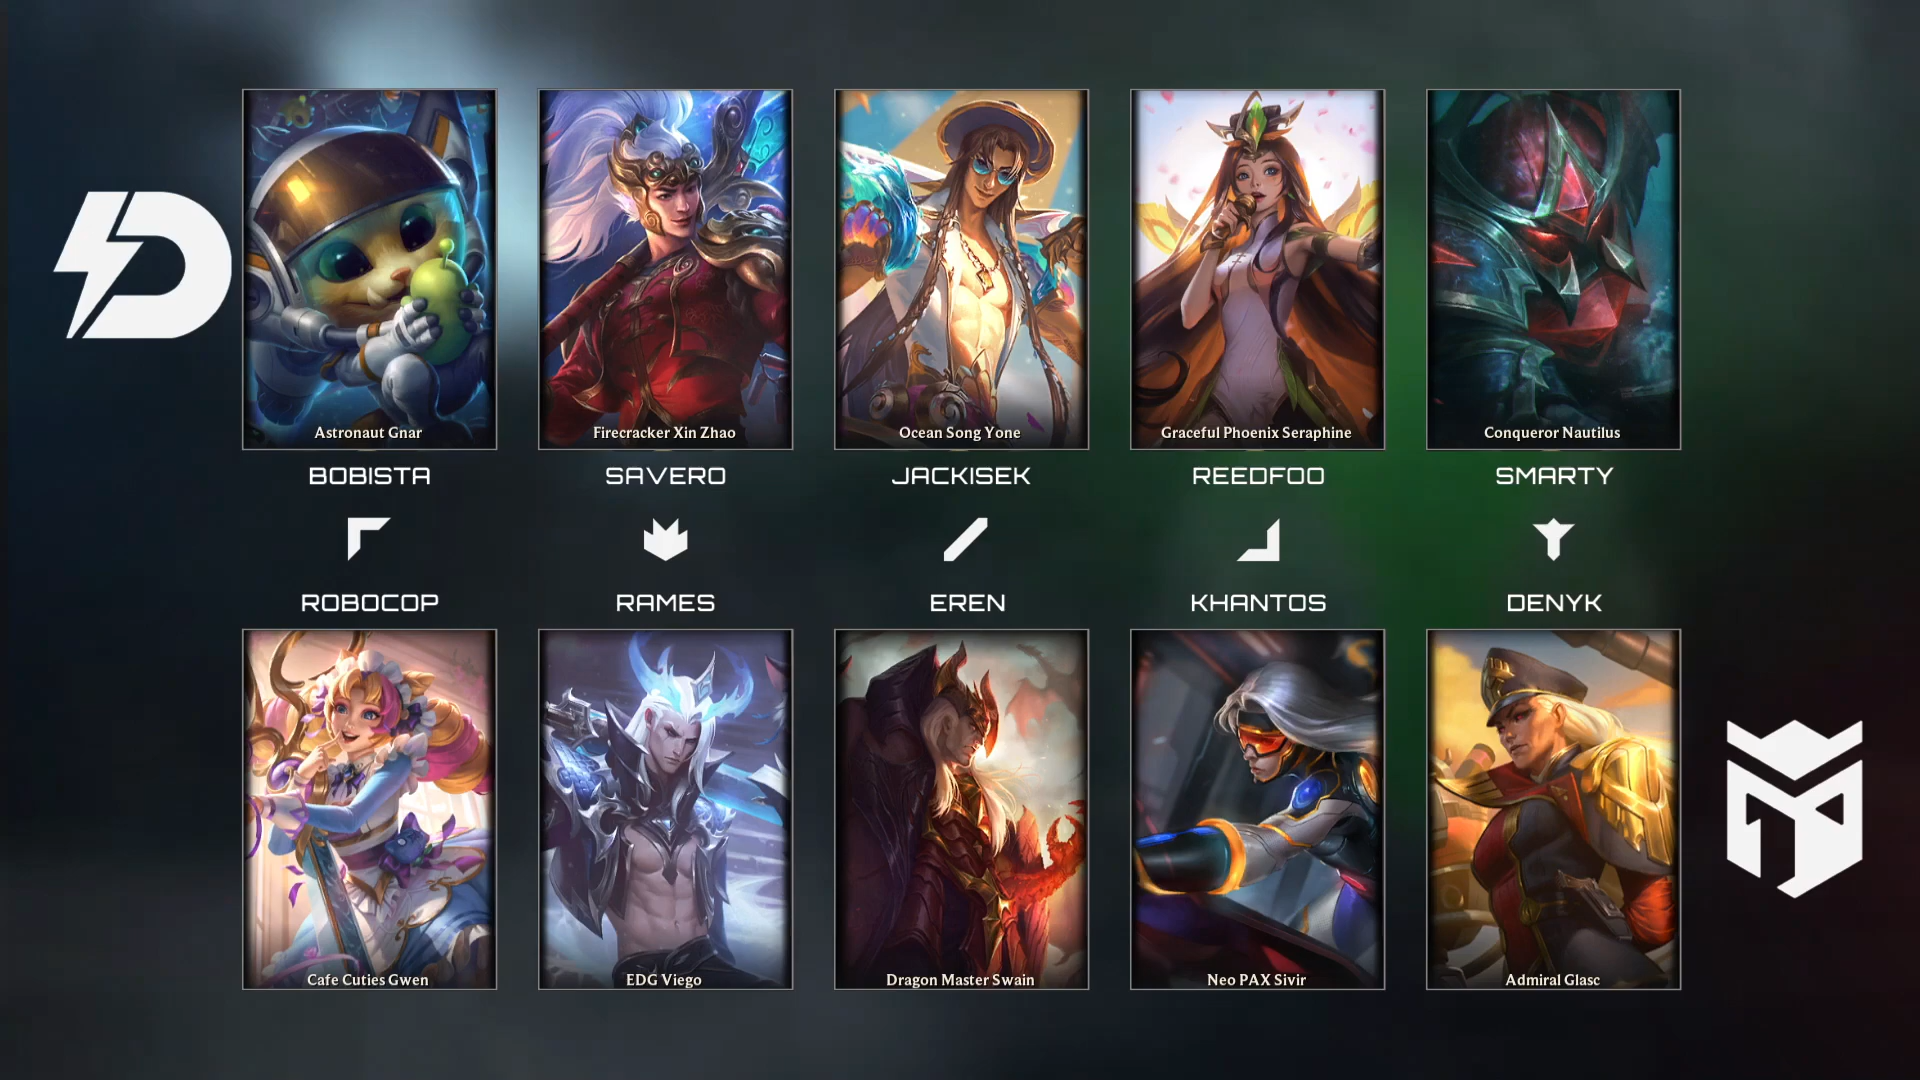 Astronaut Gnar
Firecracker Xin Zhao
Ocean Song Yone
Graceful Phoenix Seraphine
Conqueror Nautilus
BOBISTA
SAVERO
JACKISEK
REEDFOO
SMARTY
ROBOCOP
RAMES
EREN
KHANTOS
DENYK
Cafe Cuties Gwen
EDG Viego
Dragon Master Swain
Neo PAX Sivir
Admiral Glasc